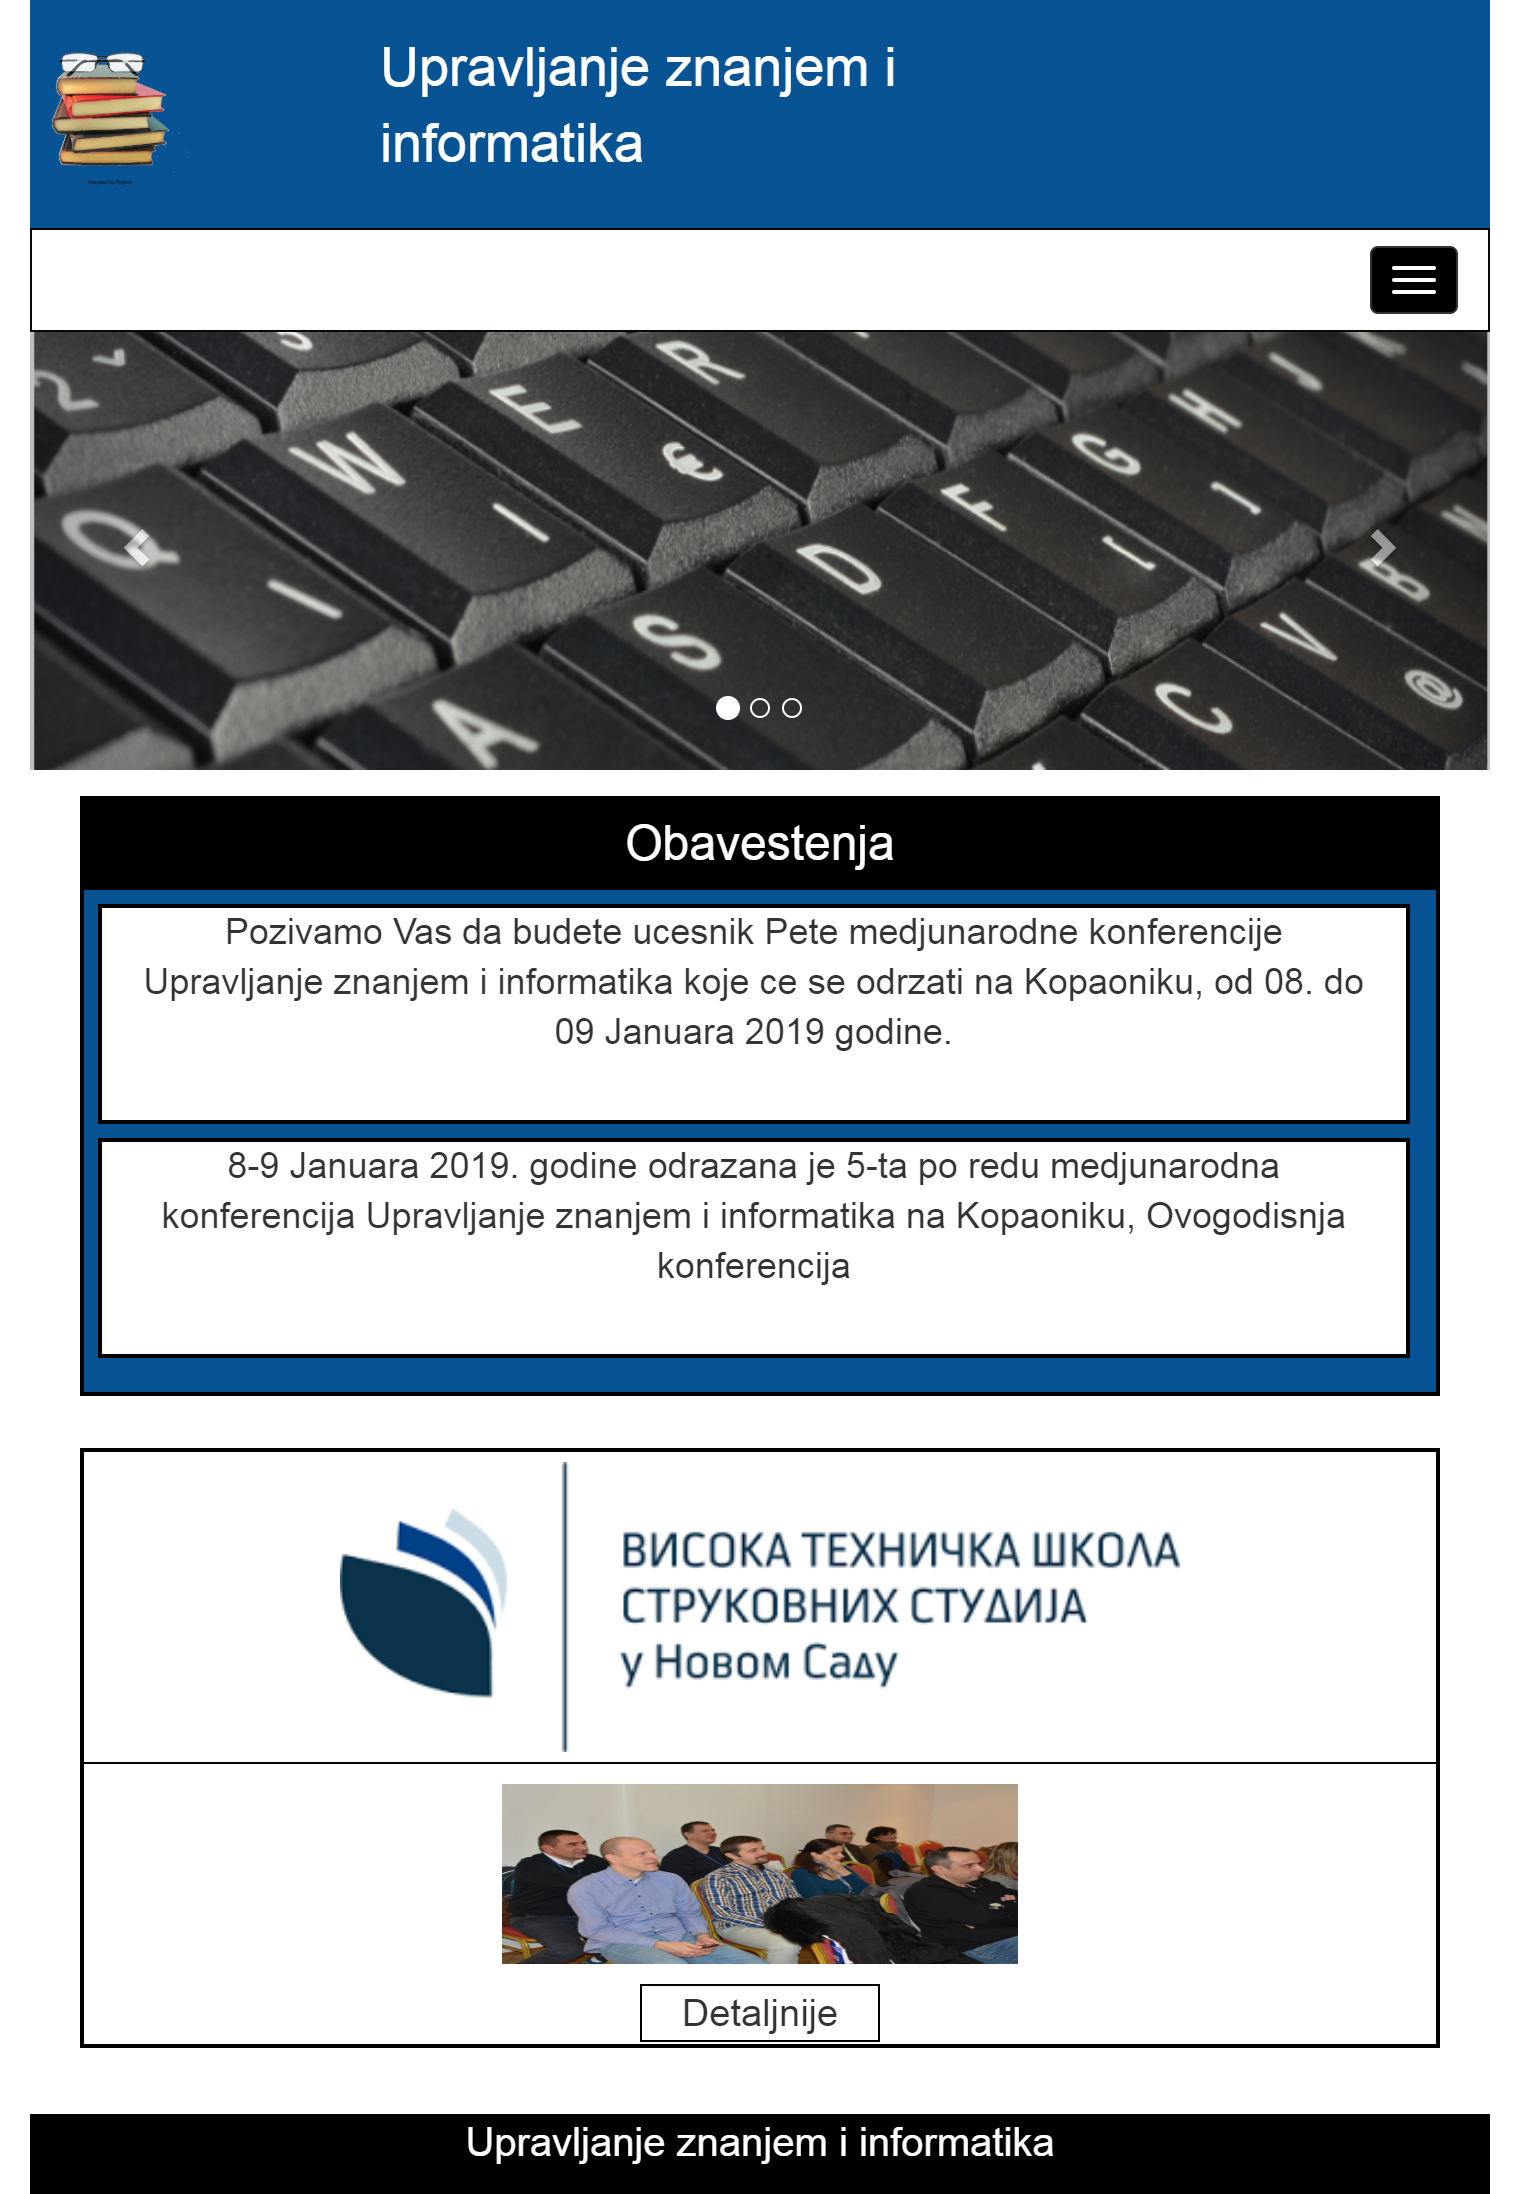 Upravljanje znanjem i
informatika
Obavestenja
Pozivamo Vas da budete ucesnik Pete medjunarodne konferencije
Upravljanje znanjem i informatika koje ce se odrzati na Kopaoniku, od 08. do
09 Januara 2019 godine.
8-9 Januara 2019. godine odrazana je 5-ta po redu medjunarodna
konferencija Upravljanje znanjem i informatika na Kopaoniku, Ovogodisnja
konferencija
ВИСОКА ТЕХНИЧКА ШКОЛА
СТРУКОВНИХ СТУДИЈА
у Новом Саду
Detaljnije
Upravljanje znanjem i informatika